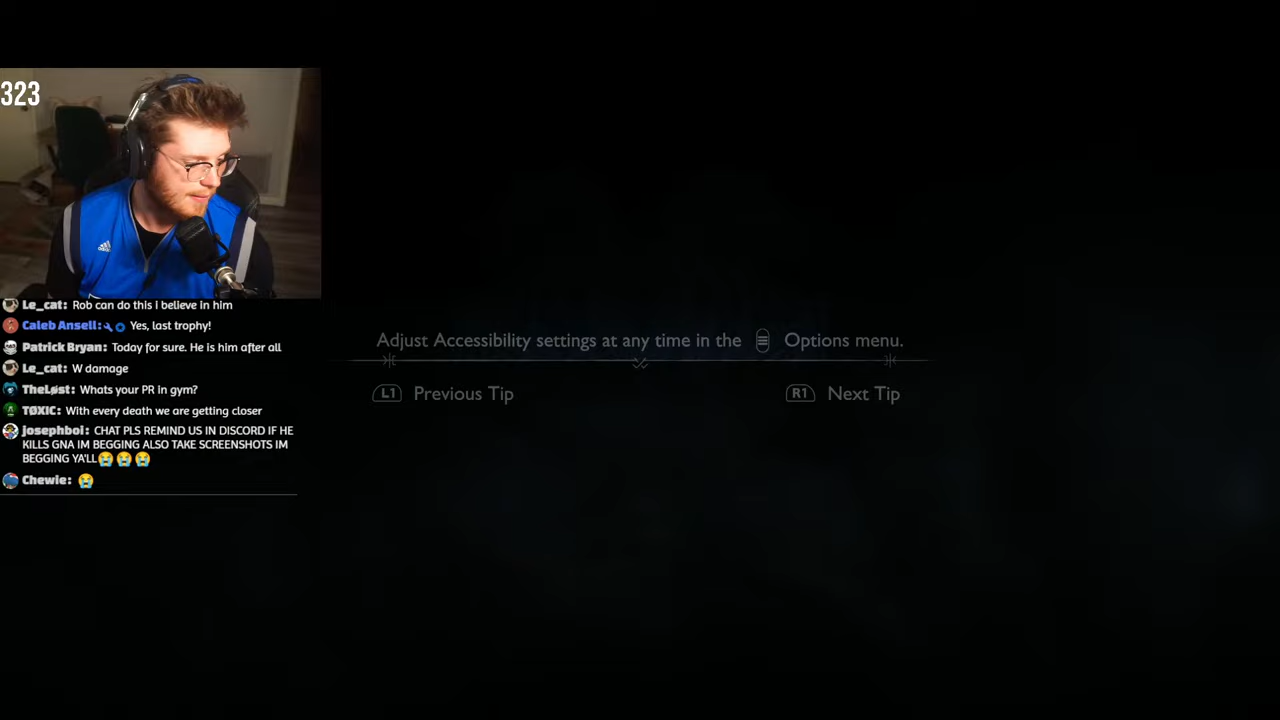 323
Le_cat: Rob can do this i believe in him
Caleb Ansell: Yes, last trophy!
Patrick Bryan: Today for sure. He is him after all
Le_cat: W damage
TheLøst: Whats your PR in gym?
TØXIC: With every death we are getting closer
josephboi: CHAT PLS REMIND US IN DISCORD IF HE
KILLS GNA IM BEGGING ALSO TAKE SCREENSHOTS IM
BEGGING YA'LL😭😭😭
Chewie: 😭
Adjust Accessibility settings at any time in the Options menu.
L1 Previous Tip
R1 Next Tip